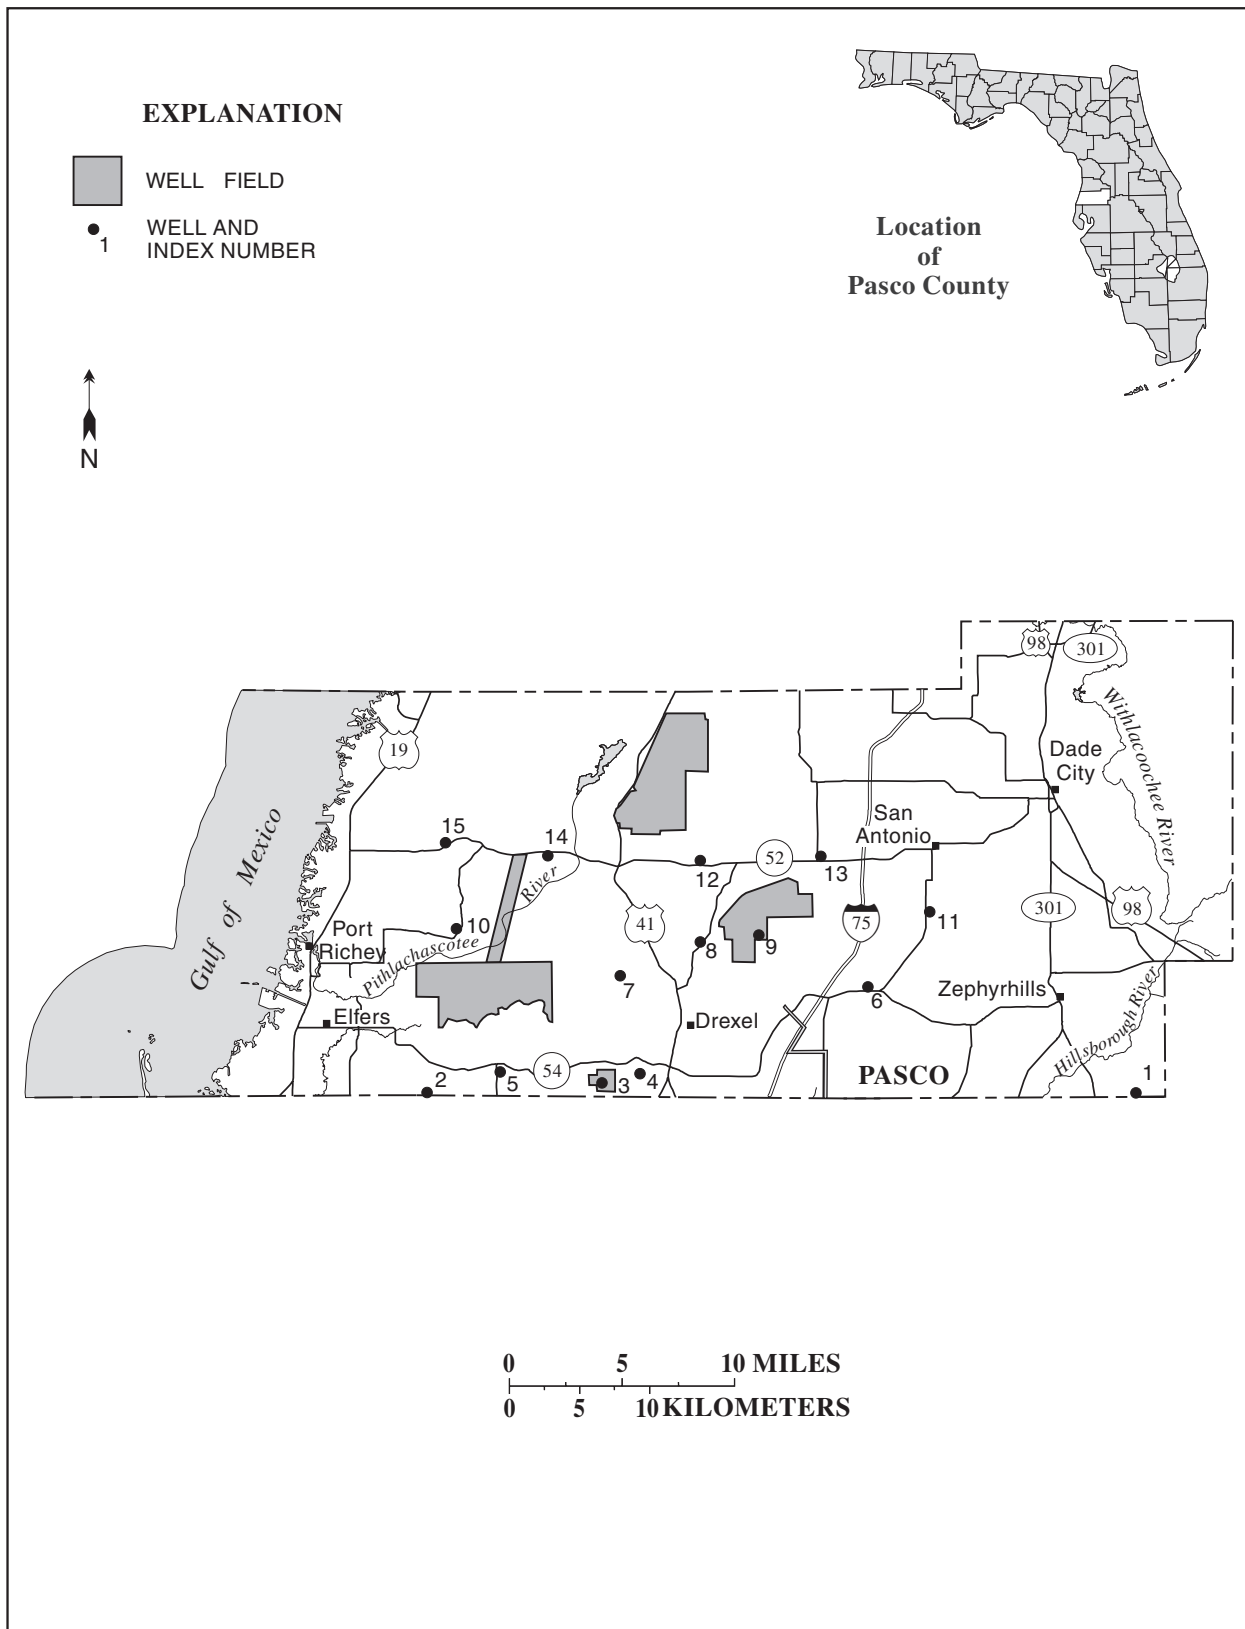 EXPLANATION
WELL FIELD
1
WELL AND
INDEX NUMBER
N
Location
of
Pasco County
98
301
Withlacoochee River
19
Dade
City
Gulf of Mexico
San
Antonio
15
14
52
13
12
River
10
Port
Richey
Pithlachascotee
41
8
9
75
11
301
98
7
6
Zephyrhills
Elfers
Drexel
Hillsborough River
2
5
54
3
4
PASCO
1
0 5 10 MILES
0 5 10 KILOMETERS